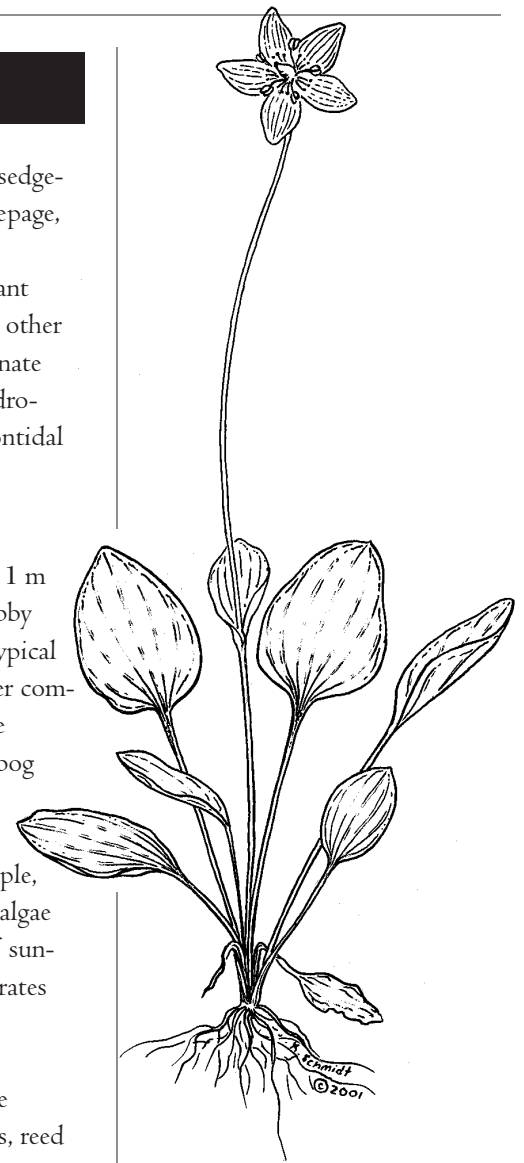 sedge-
epage,
ant
other
nate
dro-
ontidal
1 m
bby
ypical
er com-
e
bog
ple,
algae
f sun-
rates
e
s, reed
K. Schmidt
©2001